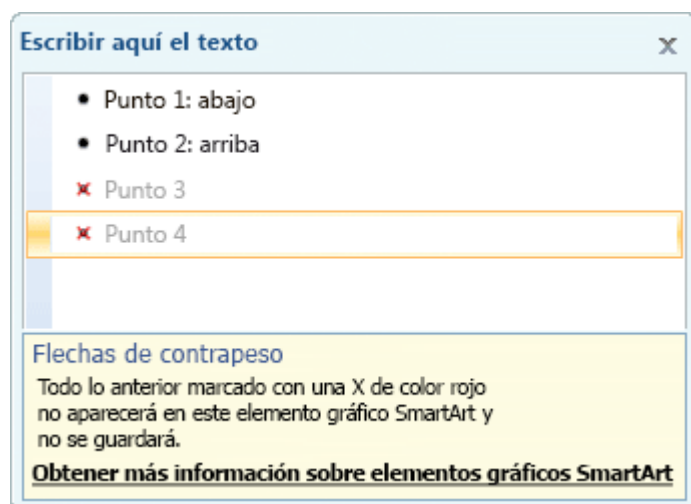 Escribir aquí el texto
Punto 1: abajo
Punto 2: arriba
Punto 3
Punto 4
Flechas de contrapeso
Todo lo anterior marcado con una X de color rojo
no aparecerá en este elemento gráfico SmartArt y
no se guardará.
Obtener más información sobre elementos gráficos SmartArt